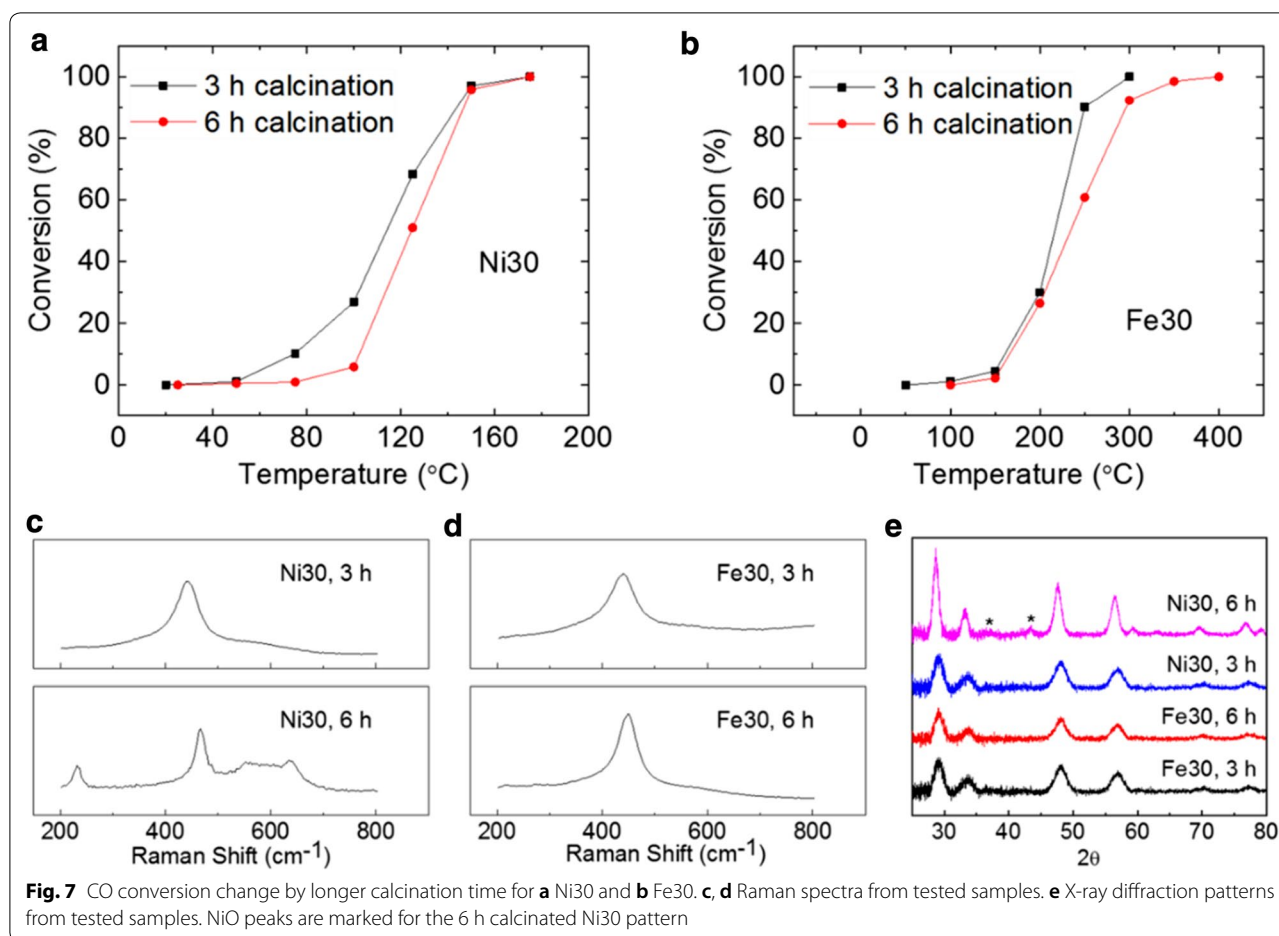 a
100
80
60
40
20
0
Conversion (%)
3 h calcination
6 h calcination
Ni30
0 40 80 120 160 200
Temperature (°C)
b
100
80
60
40
20
0
Conversion (%)
3 h calcination
6 h calcination
Fe30
0 100 200 300 400
Temperature (°C)
c
Ni30, 3 h
Ni30, 6 h
200 400 600 800
Raman Shift (cm-1)
d
Fe30, 3 h
Fe30, 6 h
200 400 600 800
Raman Shift (cm-1)
e
* *
Ni30, 6 h
Ni30, 3 h
Fe30, 6 h
Fe30, 3 h
30 40 50 60 70 80
2θ
Fig. 7 CO conversion change by longer calcination time for a Ni30 and b Fe30. c, d Raman spectra from tested samples. e X-ray diffraction patterns
from tested samples. NiO peaks are marked for the 6 h calcinated Ni30 pattern